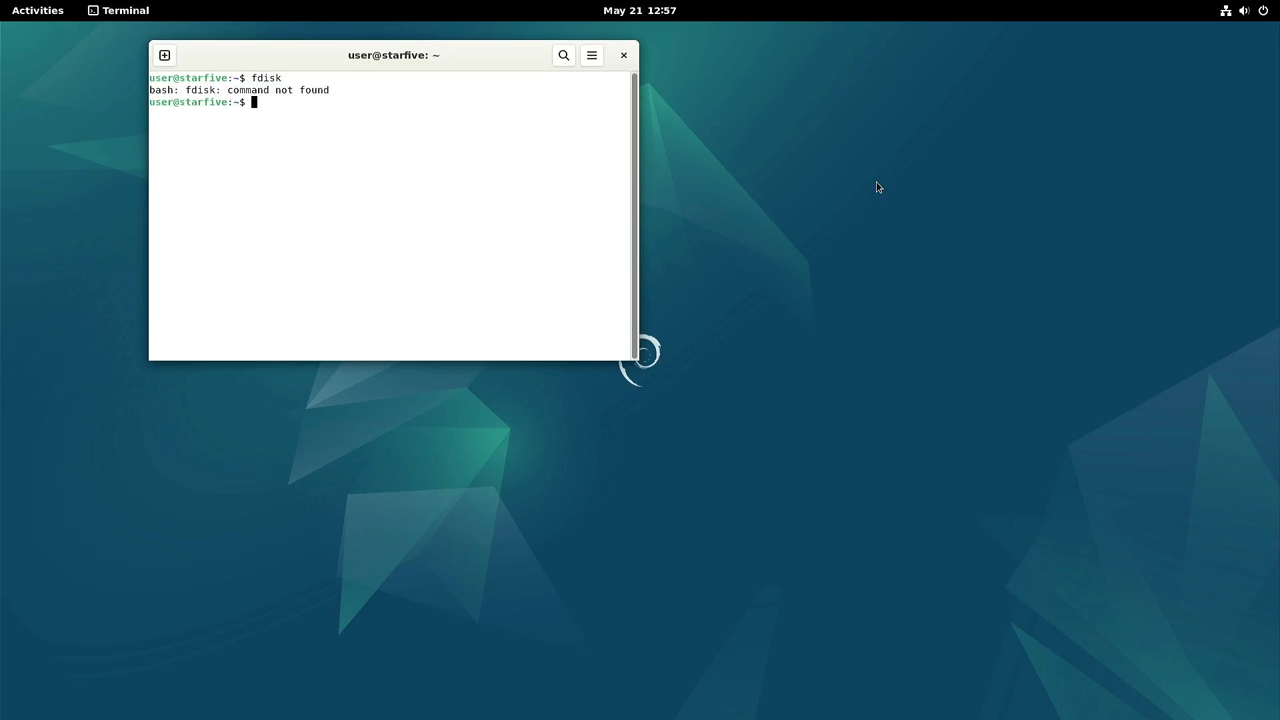 Activities
Terminal
May 21 12:57
user@starfive: ~
user@starfive:~$ fdisk
bash: fdisk: command not found
user@starfive:~$